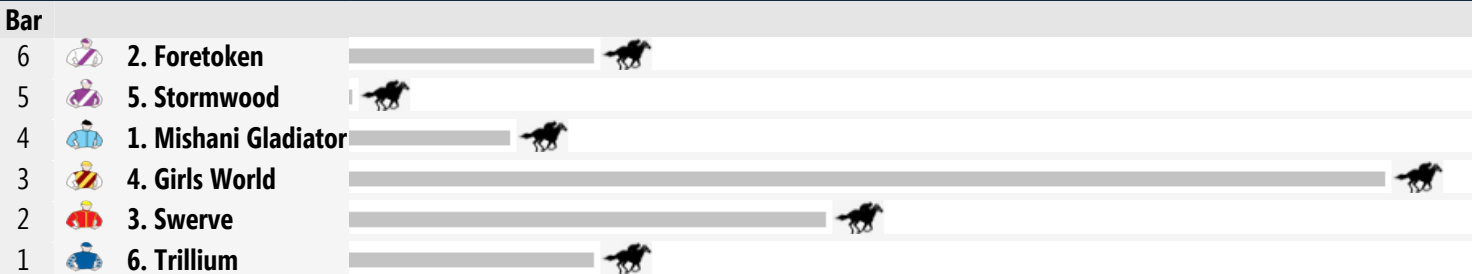 Bar
6 2. Foretoken
5 5. Stormwood
4 1. Mishani Gladiator
3 4. Girls World
2 3. Swerve
1 6. Trillium